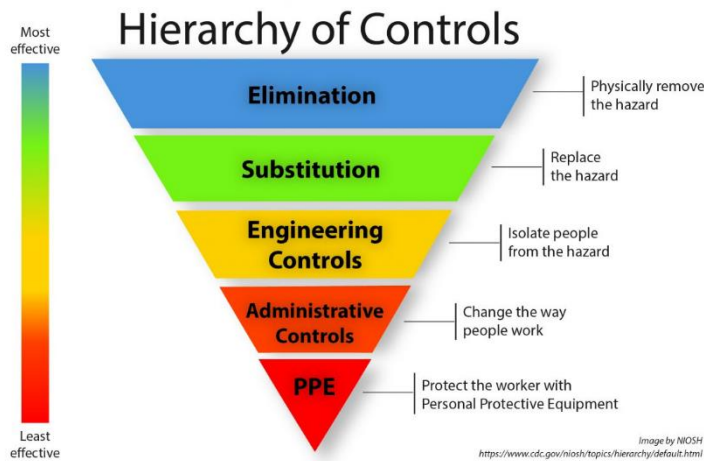 Hierarchy of Controls
Most
effective
Elimination
Physically remove
the hazard
Substitution
Replace
the hazard
Engineering
Controls
Isolate people
from the hazard
Administrative
Controls
Change the way
people work
PPE
Protect the worker with
Personal Protective Equipment
Least
effective
Image by NIOSH
https://www.cdc.gov/niosh/topics/hierarchy/default.html